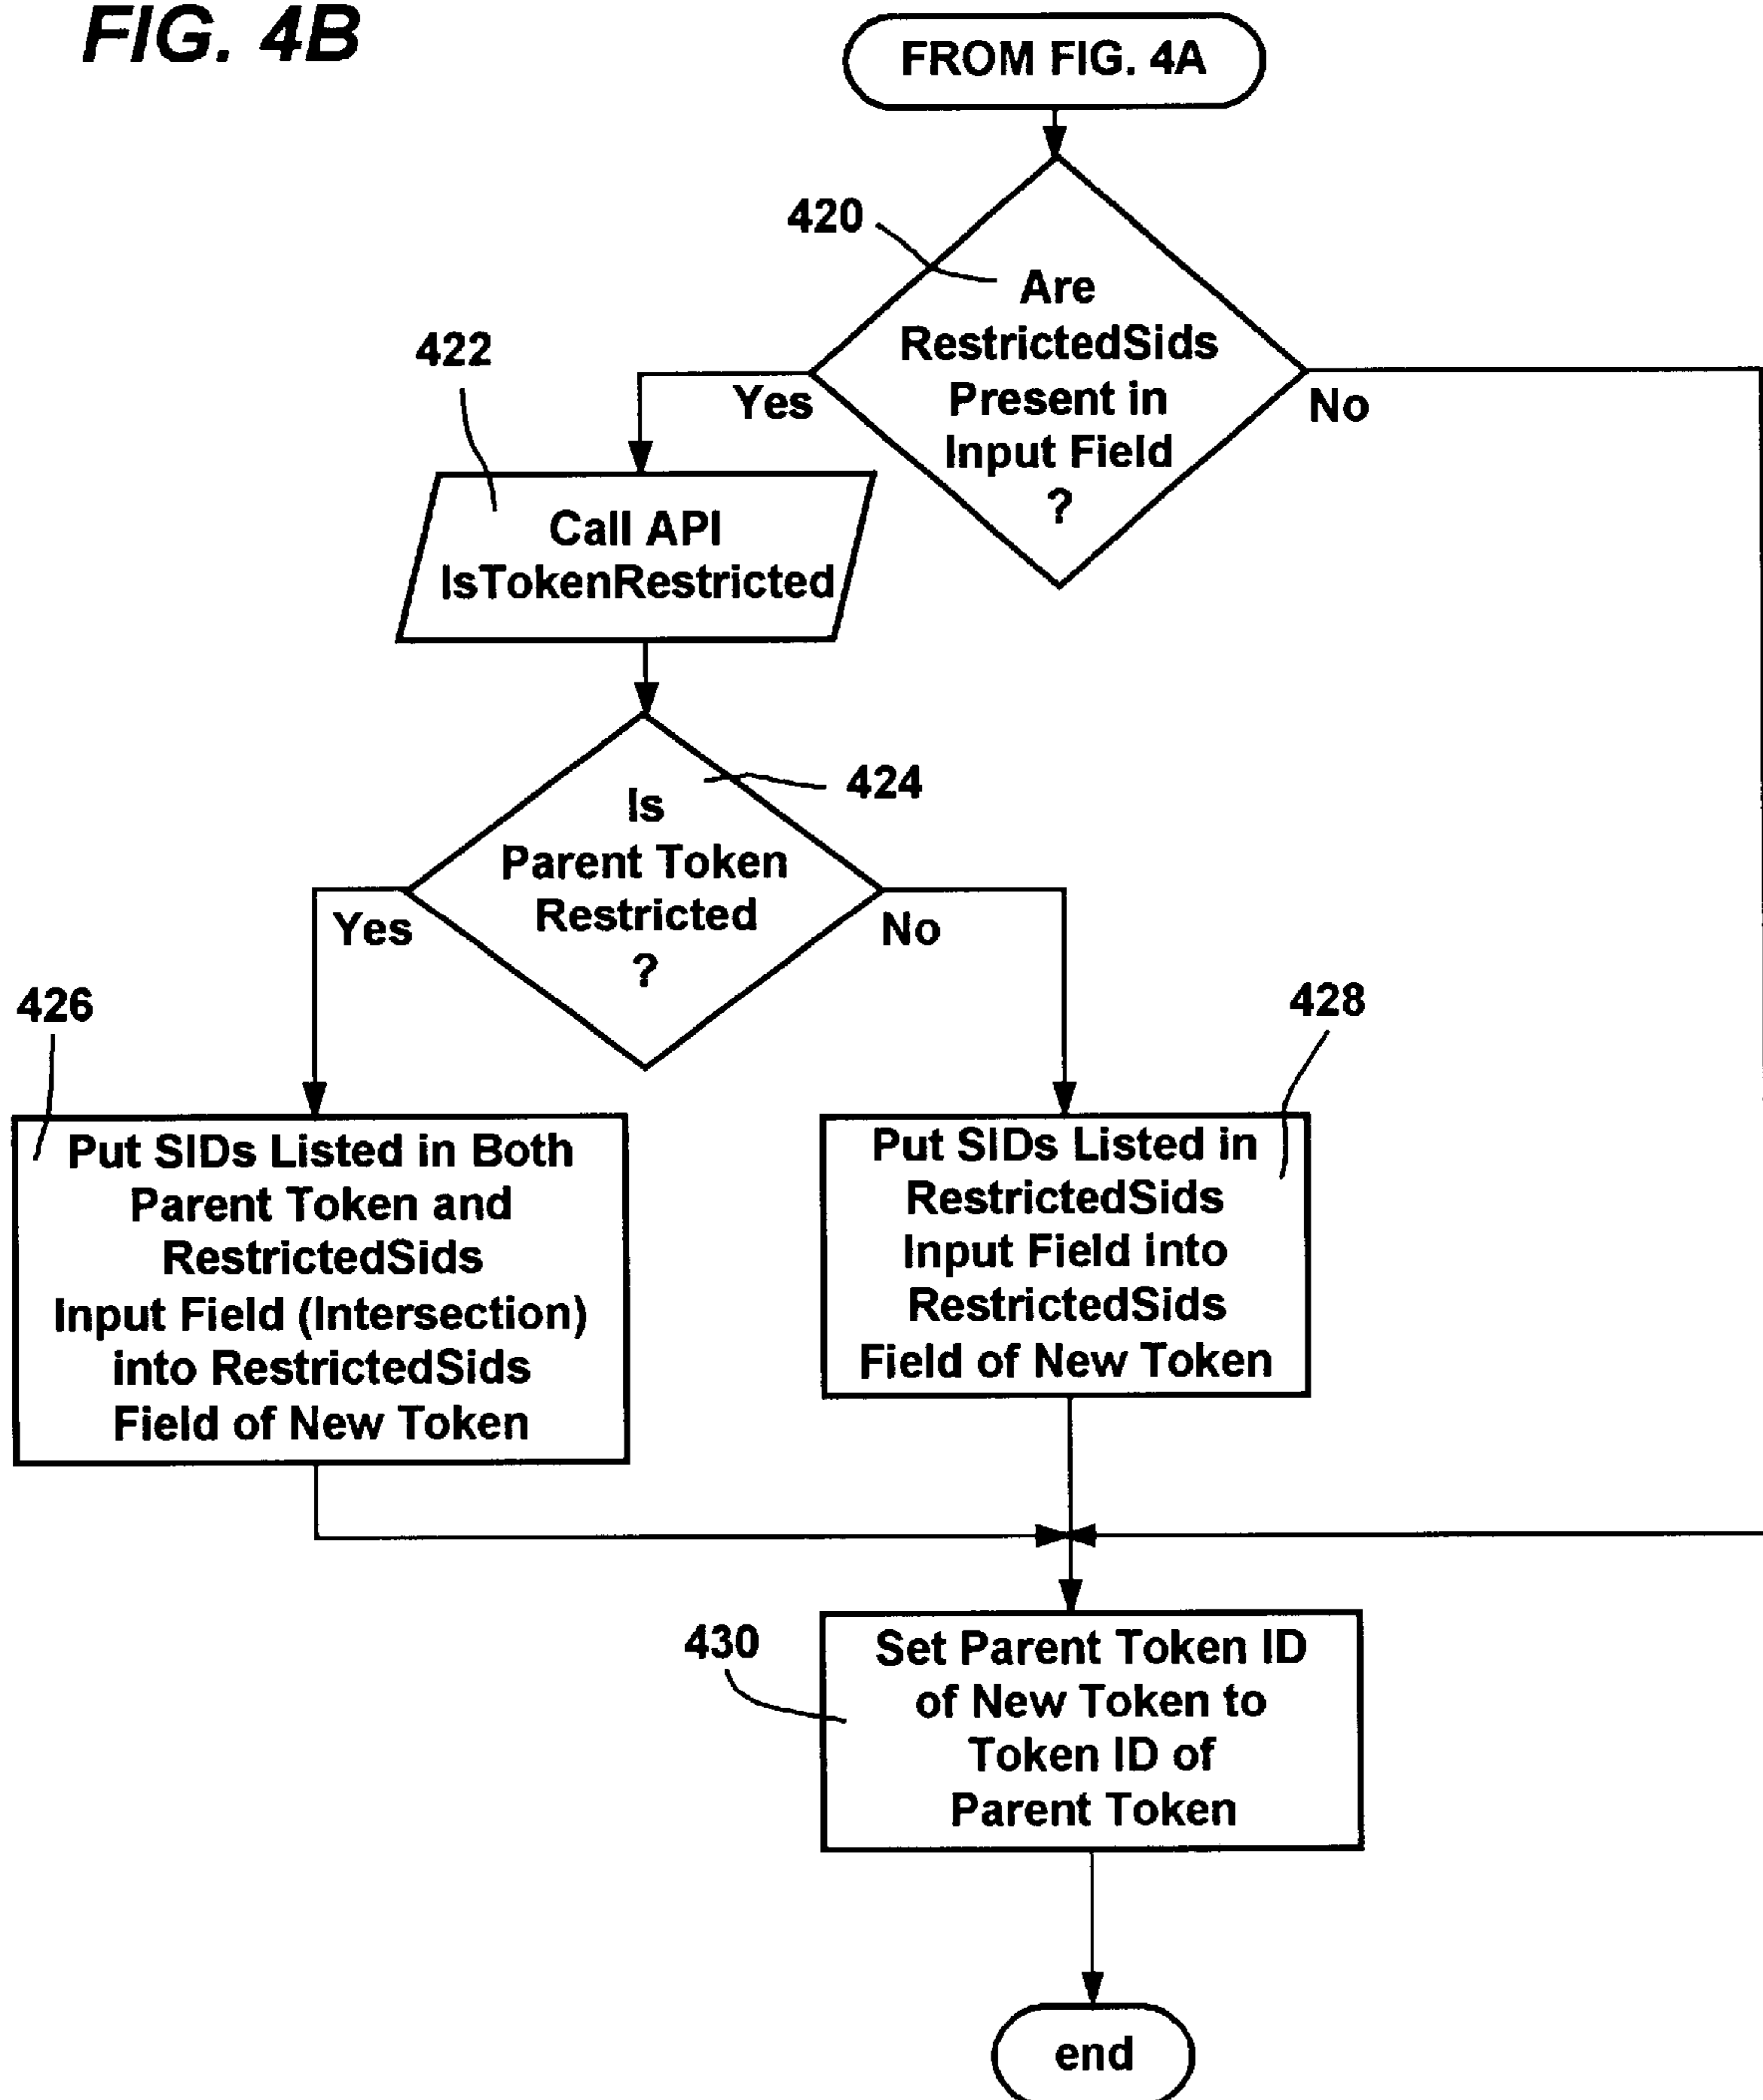 FIG. 4B
FROM FIG. 4A
420
Are
RestrictedSids
Present in
Input Field
?
Yes
No
422
Call API
IsTokenRestricted
424
Is
Parent Token
Restricted
?
Yes
No
426
Put SIDs Listed in Both
Parent Token and
RestrictedSids
Input Field (Intersection)
into RestrictedSids
Field of New Token
428
Put SIDs Listed in
RestrictedSids
Input Field into
RestrictedSids
Field of New Token
430
Set Parent Token ID
of New Token to
Token ID of
Parent Token
end